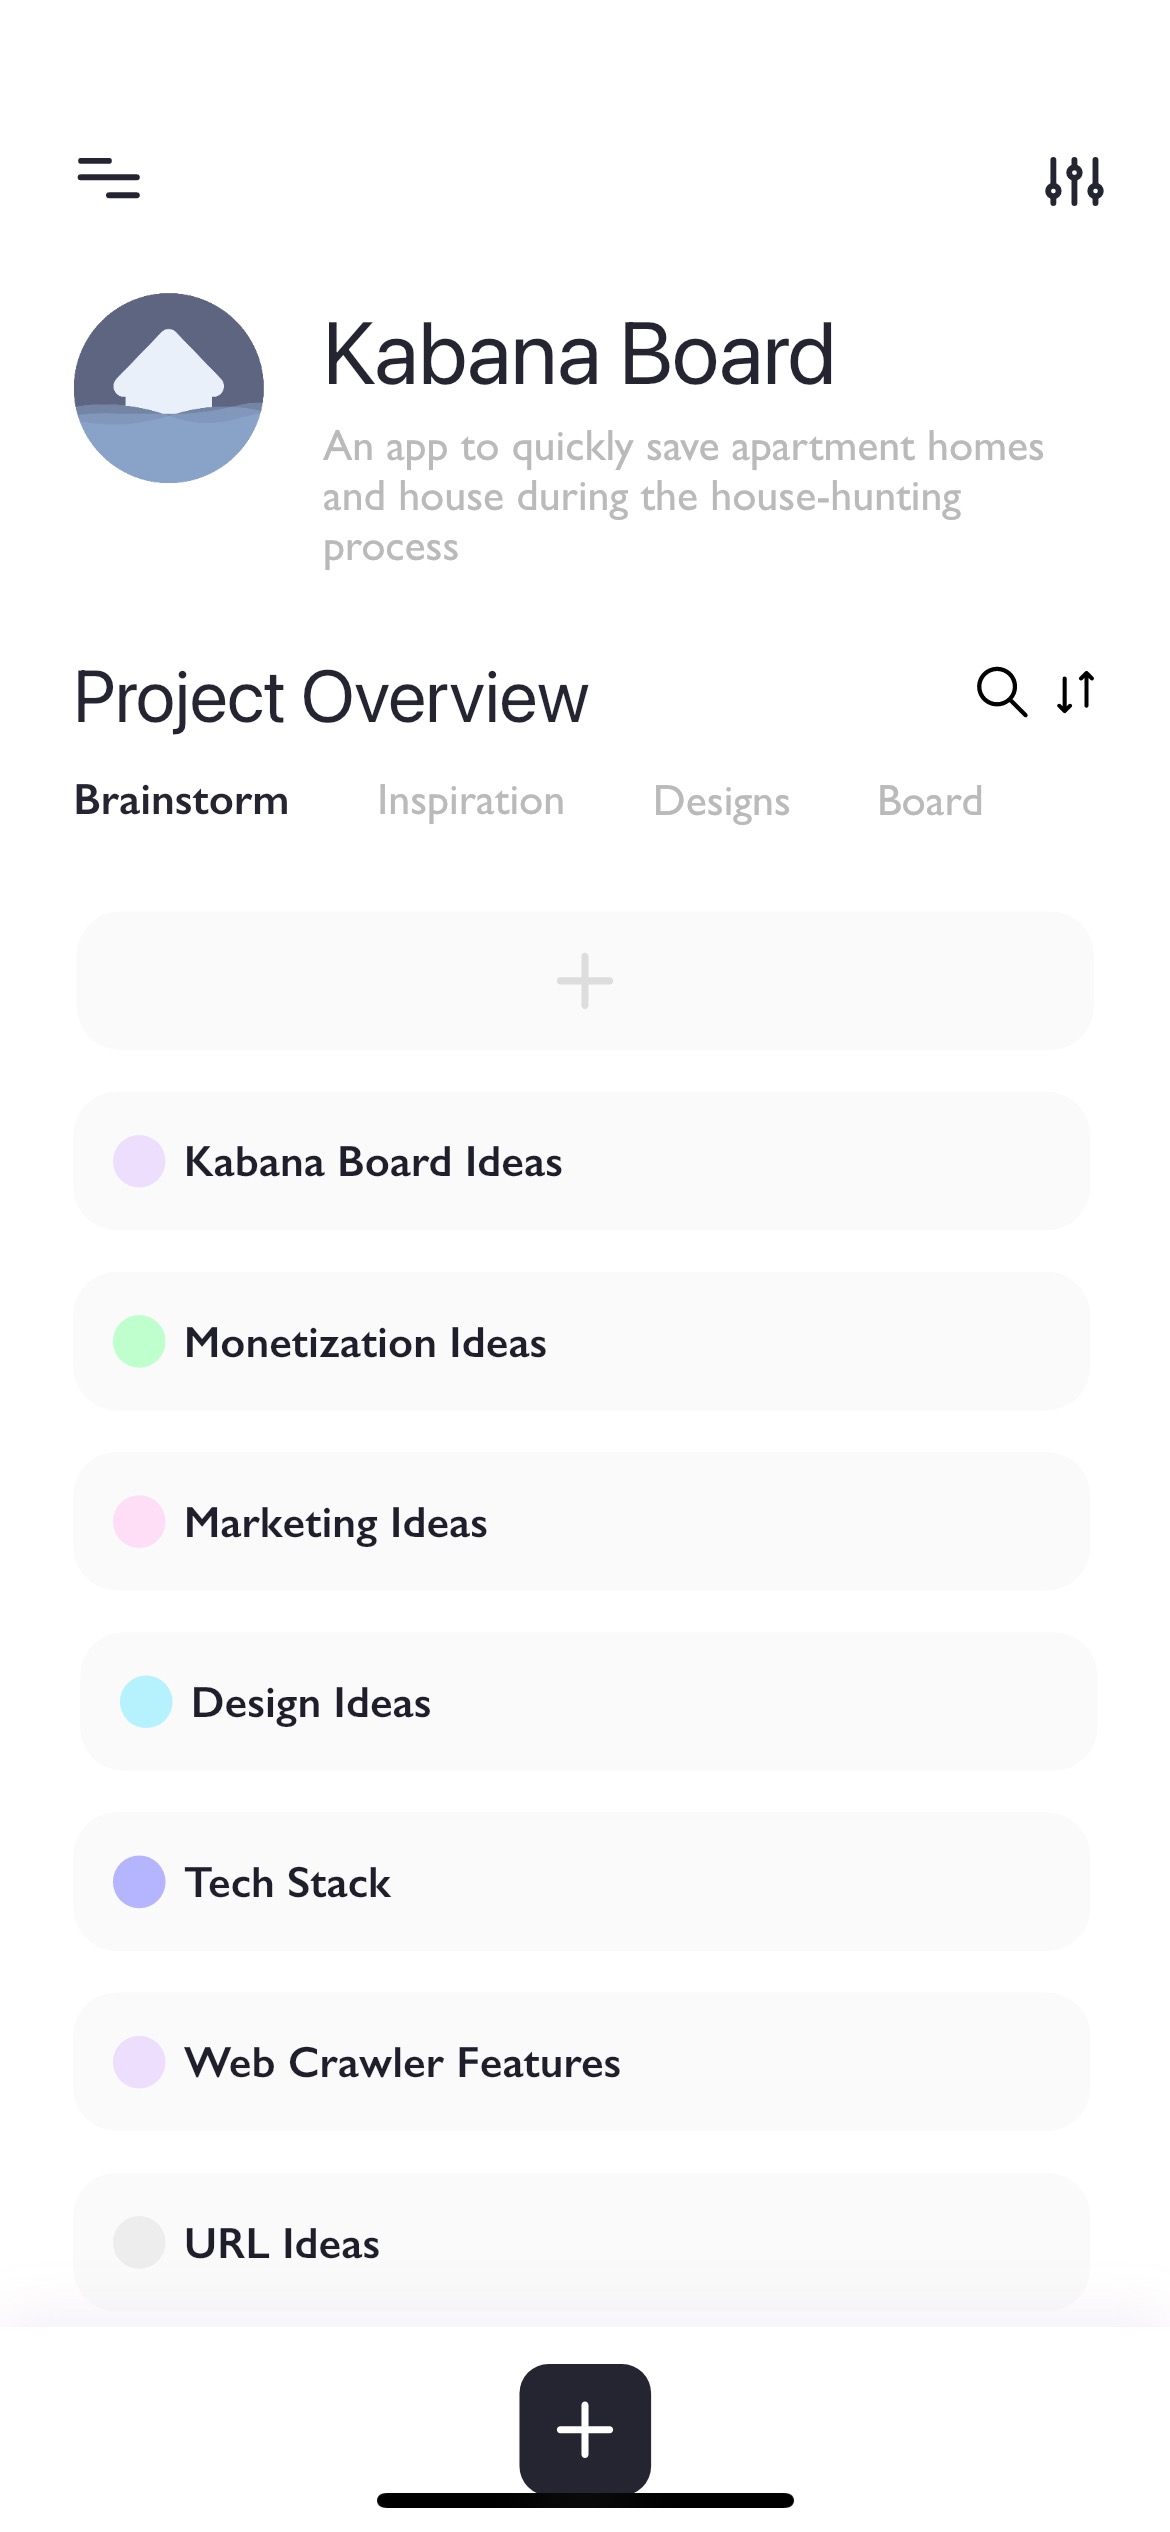 Kabana Board
An app to quickly save apartment homes
and house during the house-hunting
process
Project Overview
Brainstorm Inspiration Designs Board
Kabana Board Ideas
Monetization Ideas
Marketing Ideas
Design Ideas
Tech Stack
Web Crawler Features
URL Ideas